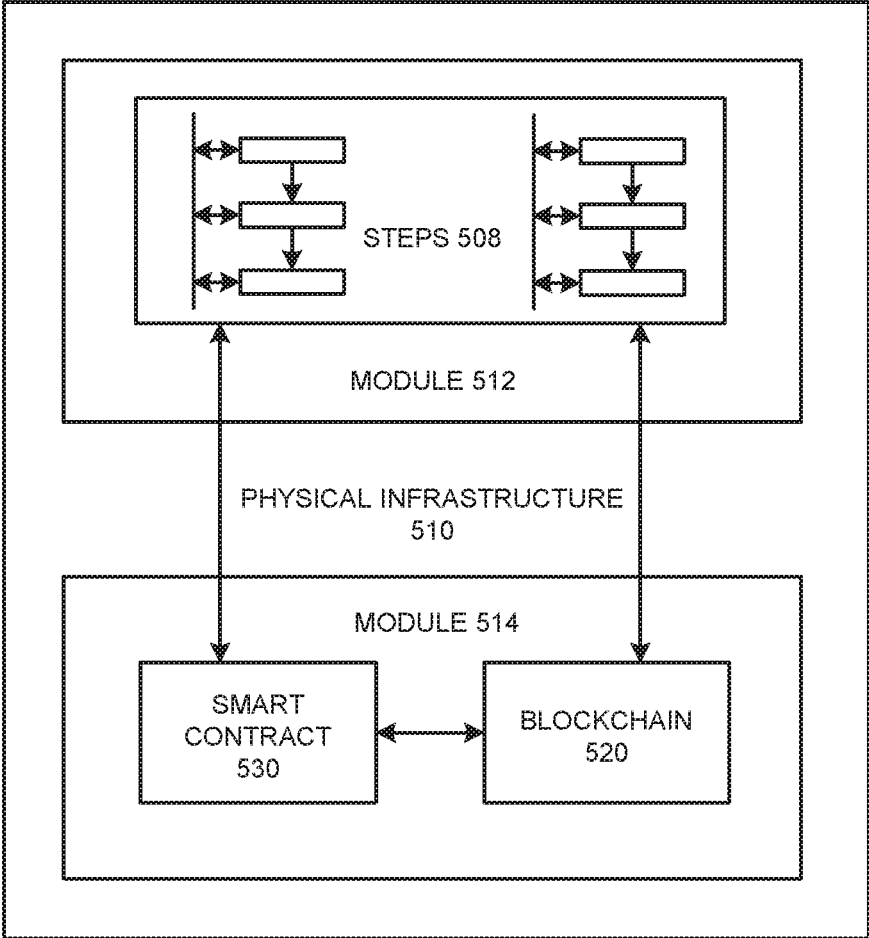 STEPS 508
MODULE 512
PHYSICAL INFRASTRUCTURE
510
MODULE 514
SMART
CONTRACT
530
BLOCKCHAIN
520